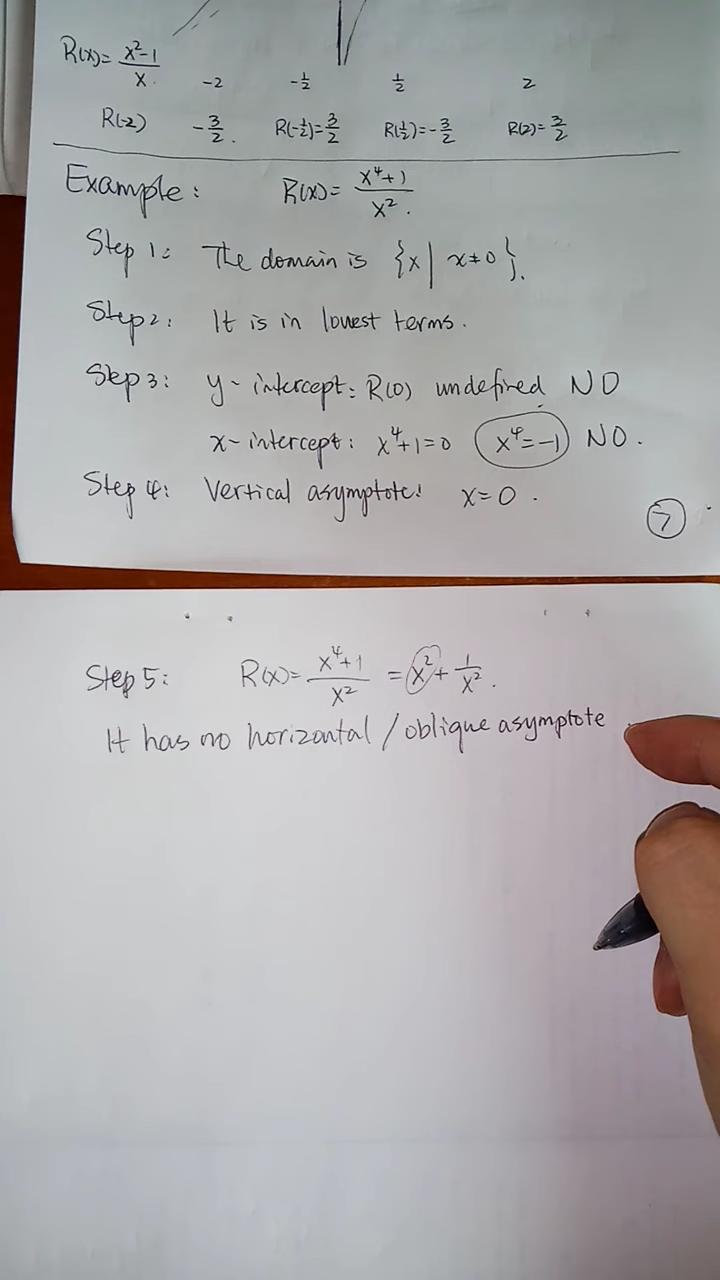 R(x)= x²-1/x
-2 -1/2 1/2 2
R(-2) -3/2. R(-1/2)=3/2 R(1/2)=-3/2 R(2)=3/2
Example: R(x)= x⁴+1/x².
Step 1: The domain is {x| x≠0}.
Step 2: It is in lowest terms.
Step 3: y-intercept: R(0) undefined NO
x-intercept: x⁴+1=0 x⁴=-1 NO.
Step 4: Vertical asymptote: x=0.
7
Step 5: R(x)= x⁴+1/x² = x²+1/x².
It has no horizontal / oblique asymptote